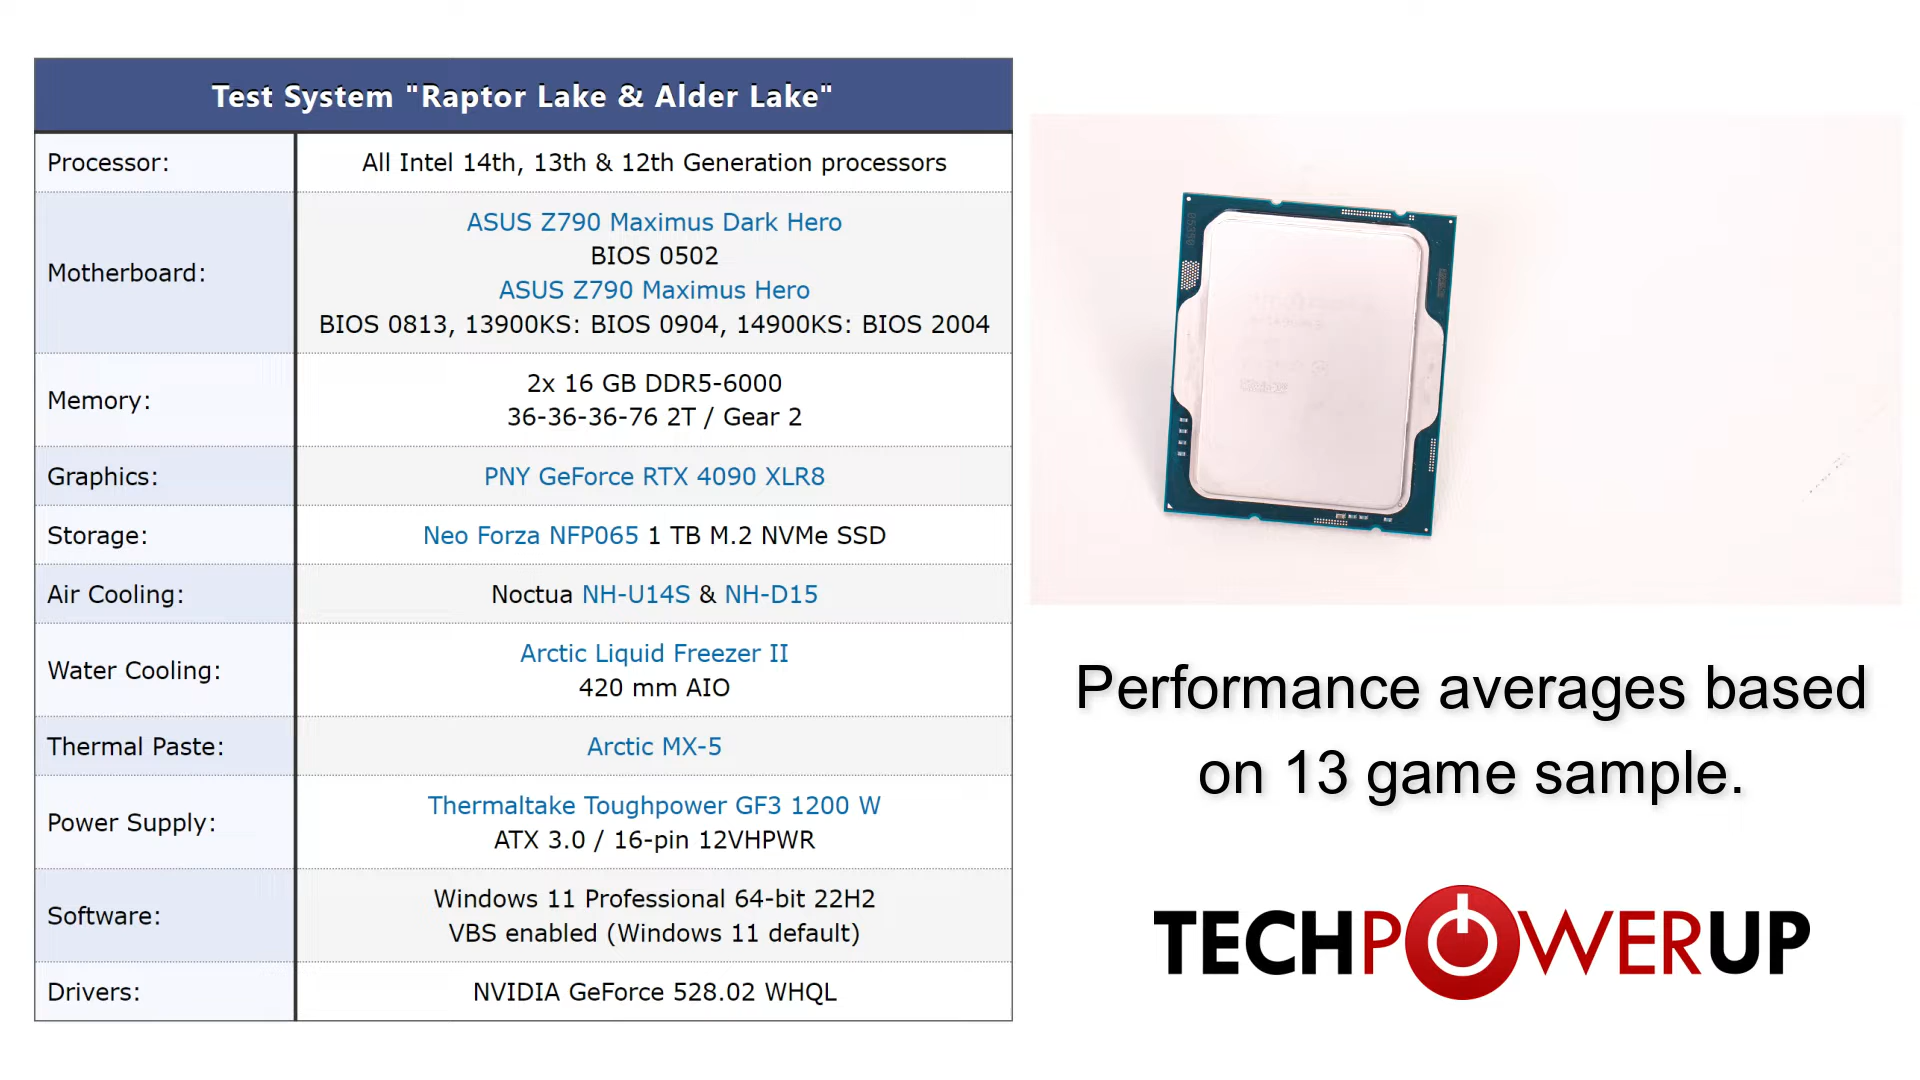 Test System "Raptor Lake & Alder Lake"
Processor:
All Intel 14th, 13th & 12th Generation processors
Motherboard:
ASUS Z790 Maximus Dark Hero
BIOS 0502
ASUS Z790 Maximus Hero
BIOS 0813, 13900KS: BIOS 0904, 14900KS: BIOS 2004
Memory:
2x 16 GB DDR5-6000
36-36-36-76 2T / Gear 2
Graphics:
PNY GeForce RTX 4090 XLR8
Storage:
Neo Forza NFP065 1 TB M.2 NVMe SSD
Air Cooling:
Noctua NH-U14S & NH-D15
Water Cooling:
Arctic Liquid Freezer II
420 mm AIO
Thermal Paste:
Arctic MX-5
Power Supply:
Thermaltake Toughpower GF3 1200 W
ATX 3.0 / 16-pin 12VHPWR
Software:
Windows 11 Professional 64-bit 22H2
VBS enabled (Windows 11 default)
Drivers:
NVIDIA GeForce 528.02 WHQL
Performance averages based
on 13 game sample.
TECHPOWERUP